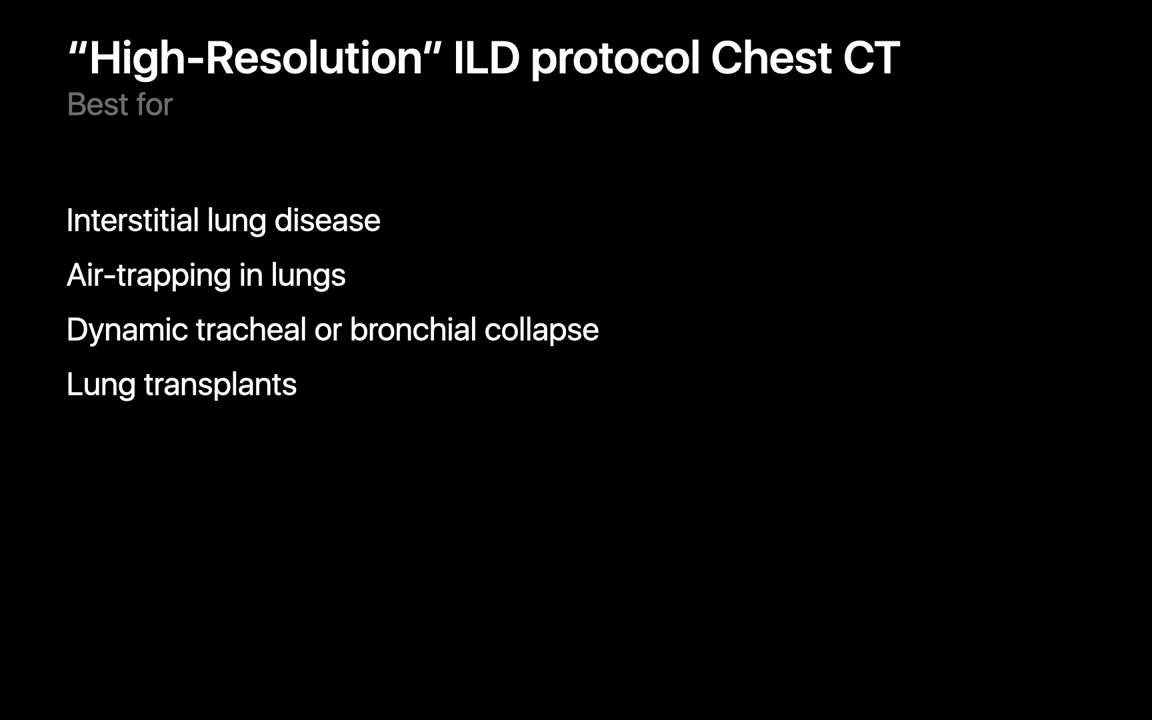 “High-Resolution” ILD protocol Chest CT
Best for
Interstitial lung disease
Air-trapping in lungs
Dynamic tracheal or bronchial collapse
Lung transplants